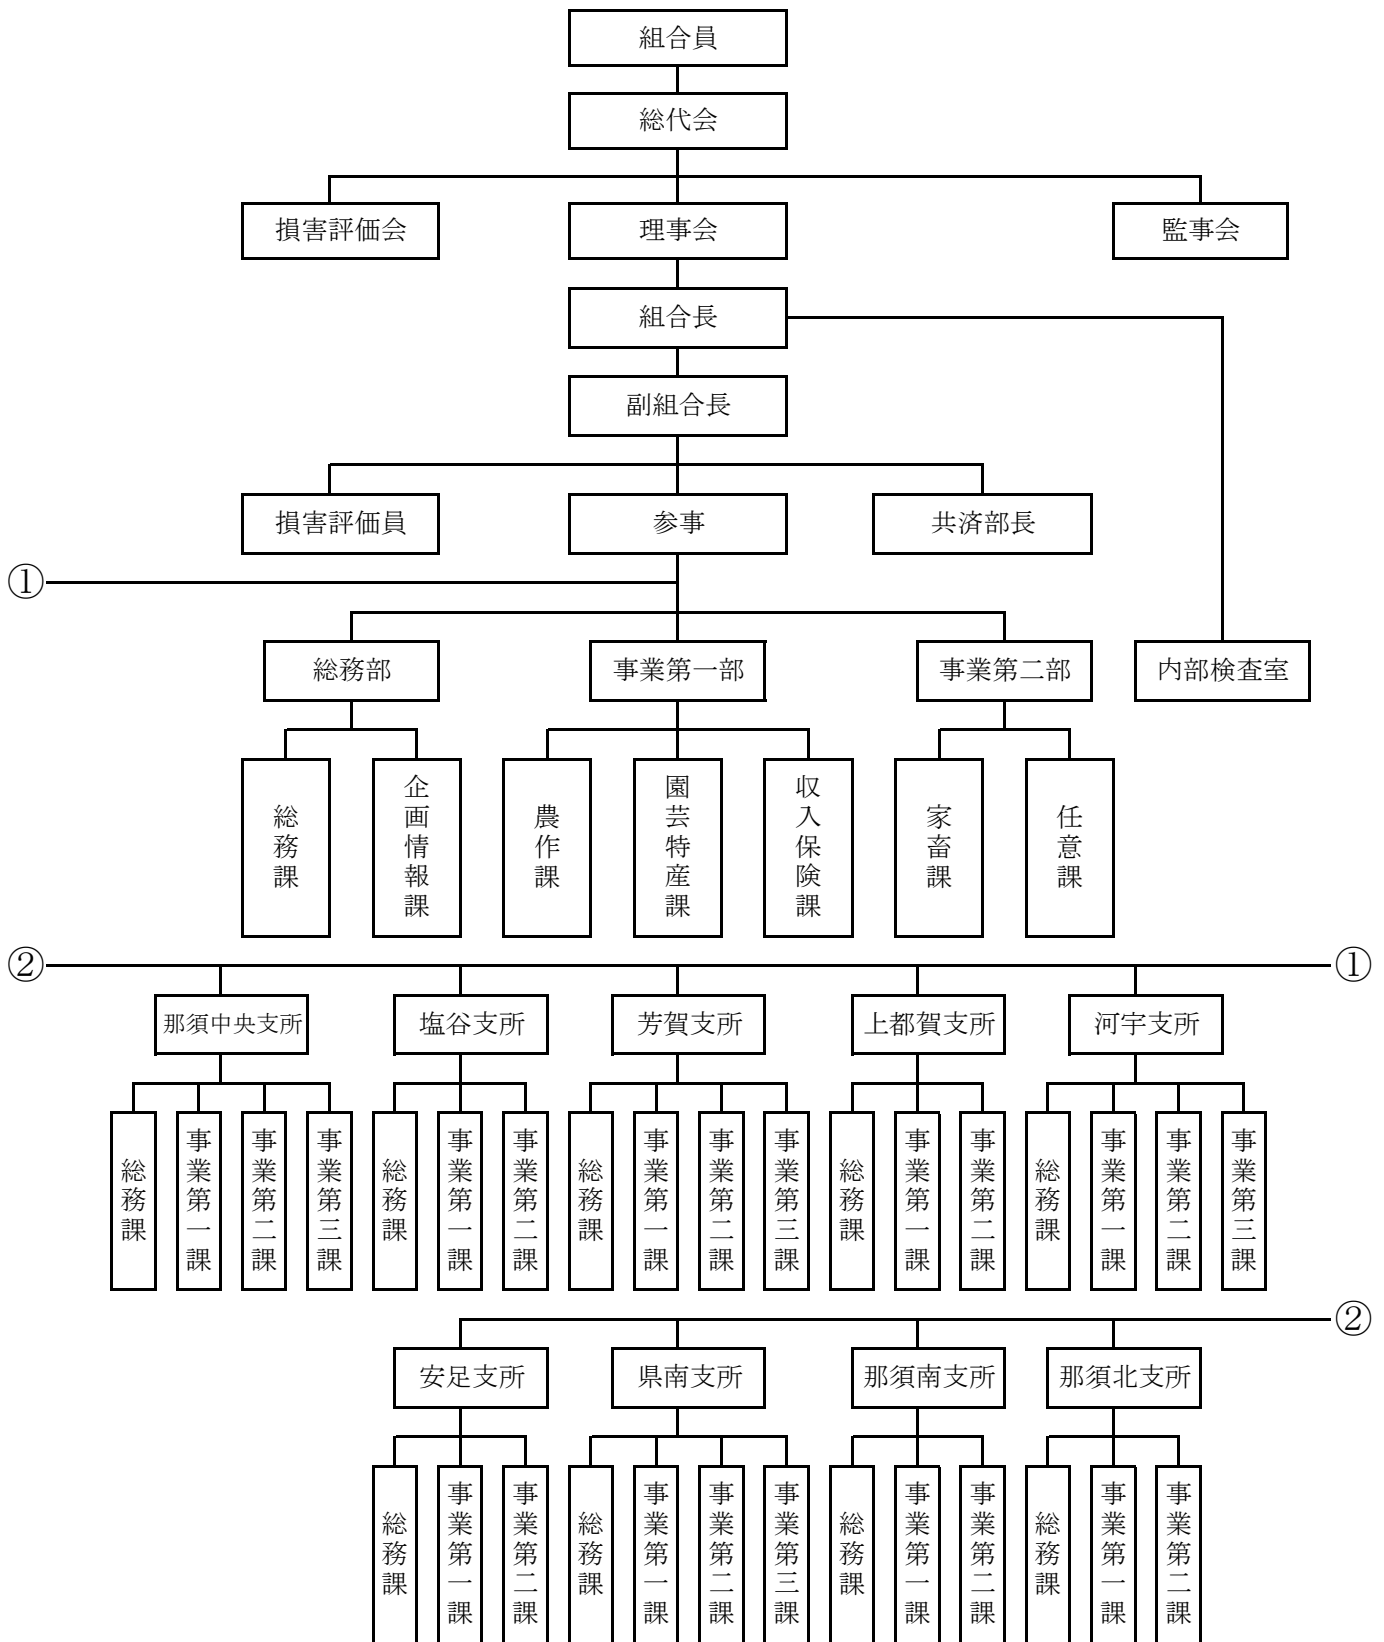 組合員
総代会
損害評価会
理事会
監事会
組合長
副組合長
損害評価員
参事
共済部長
①
総務部
事業第一部
事業第二部
内部検査室
総務課
企画情報課
農作課
園芸特産課
収入保険課
家畜課
任意課
②
①
那須中央支所
塩谷支所
芳賀支所
上都賀支所
河宇支所
総務課
事業第一課
事業第二課
事業第三課
総務課
事業第一課
事業第二課
総務課
事業第一課
事業第二課
事業第三課
総務課
事業第一課
事業第二課
総務課
事業第一課
事業第二課
事業第三課
②
安足支所
県南支所
那須南支所
那須北支所
総務課
事業第一課
事業第二課
総務課
事業第一課
事業第二課
事業第三課
総務課
事業第一課
事業第二課
総務課
事業第一課
事業第二課